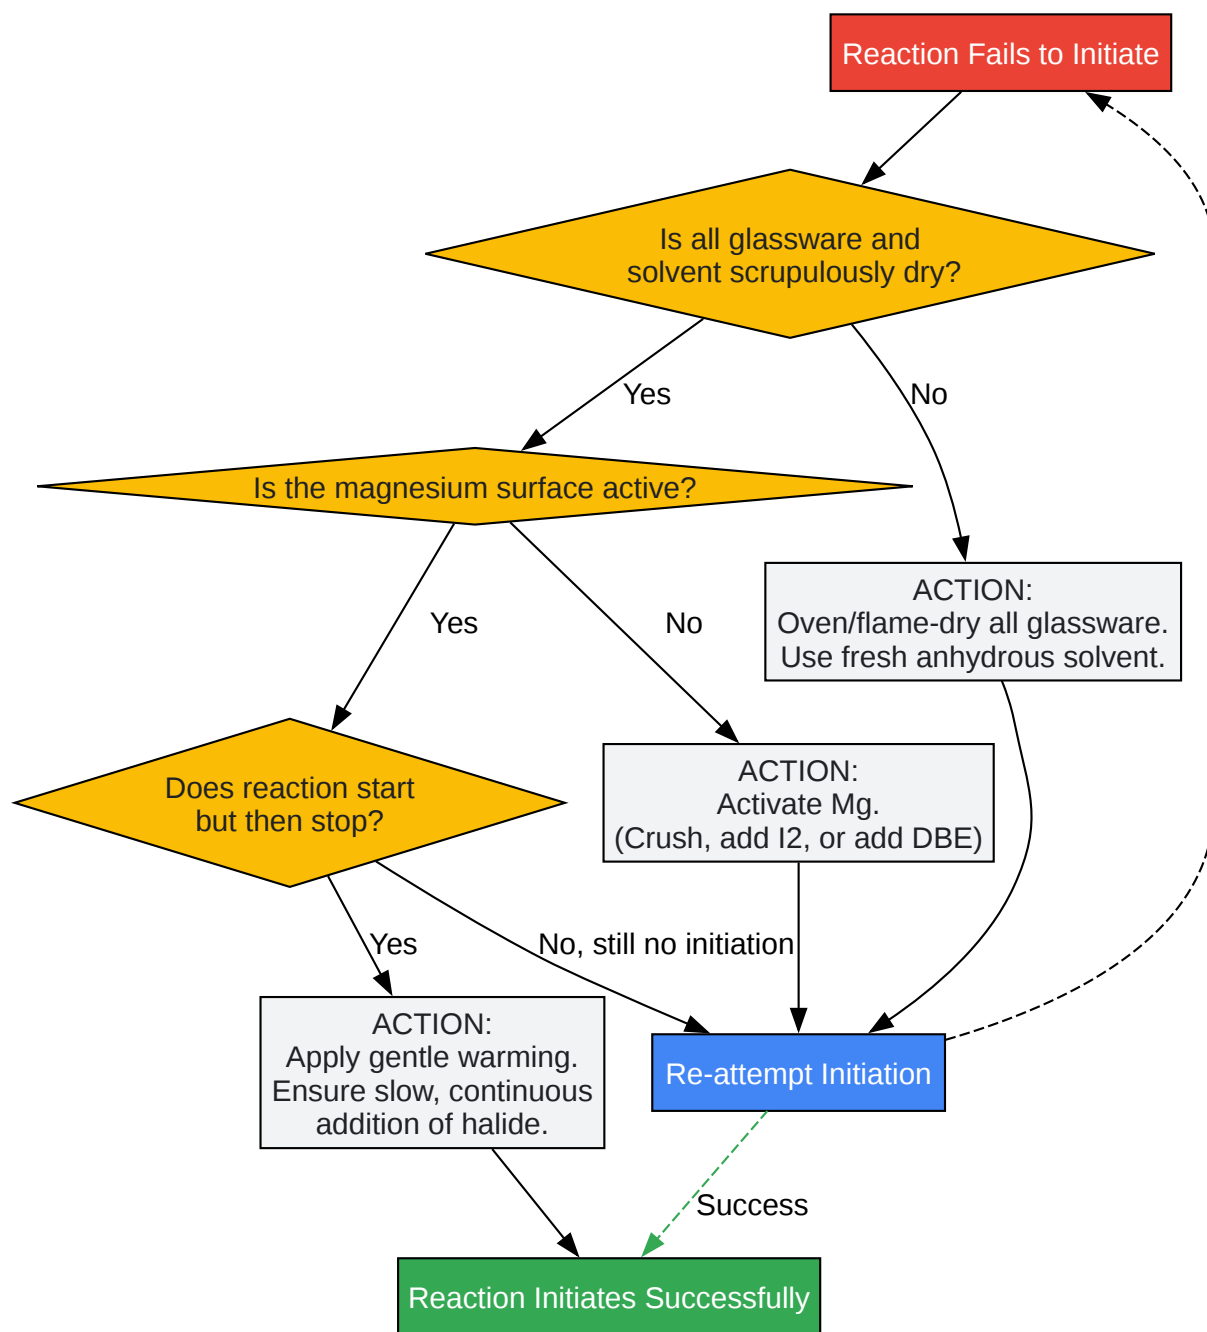 Reaction Fails to Initiate
Is all glassware and
solvent scrupulously dry?
Yes
No
Is the magnesium surface active?
Yes
No
ACTION:
Oven/flame-dry all glassware.
Use fresh anhydrous solvent.
Does reaction start
but then stop?
ACTION:
Activate Mg.
(Crush, add I2, or add DBE)
Yes
No, still no initiation
ACTION:
Apply gentle warming.
Ensure slow, continuous
addition of halide.
Re-attempt Initiation
Success
Reaction Initiates Successfully